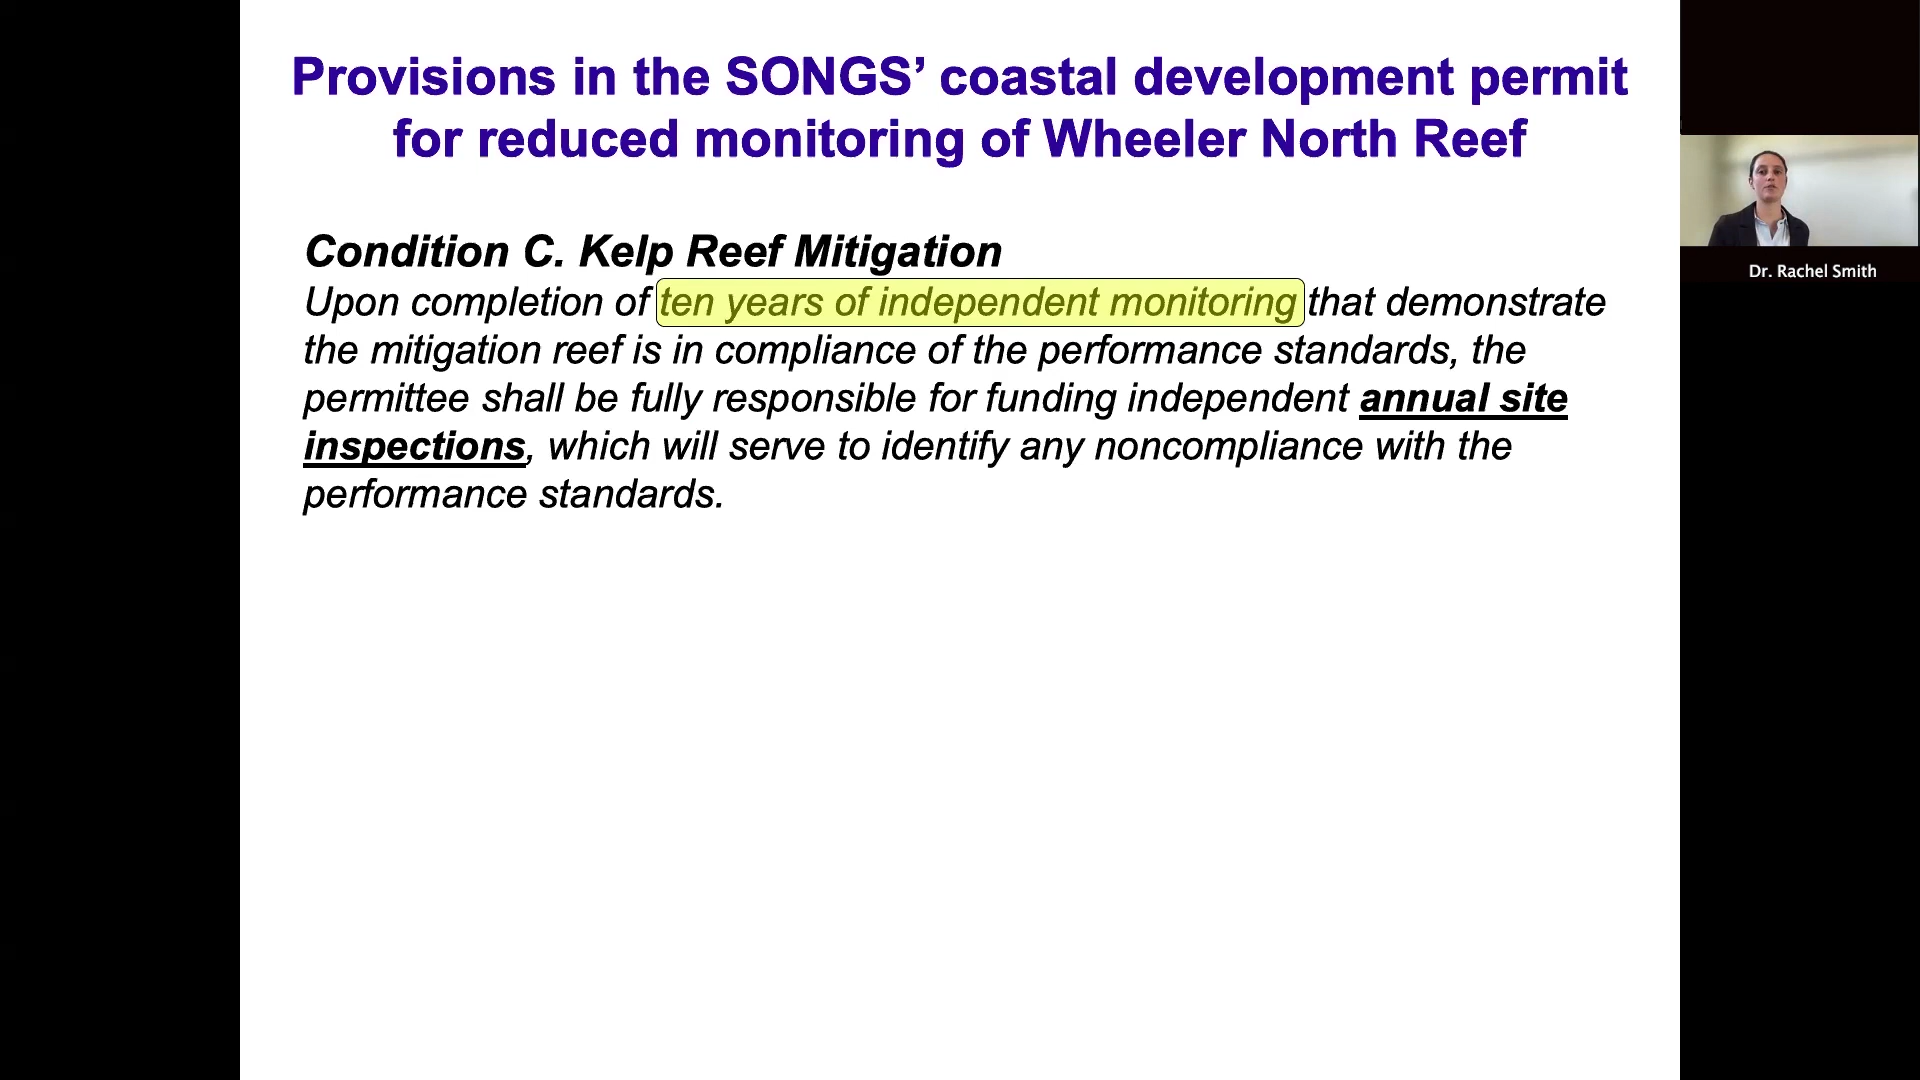 Provisions in the SONGS’ coastal development permit
for reduced monitoring of Wheeler North Reef
Condition C. Kelp Reef Mitigation
Upon completion of ten years of independent monitoring that demonstrate
the mitigation reef is in compliance of the performance standards, the
permittee shall be fully responsible for funding independent annual site
inspections, which will serve to identify any noncompliance with the
performance standards.
Dr. Rachel Smith